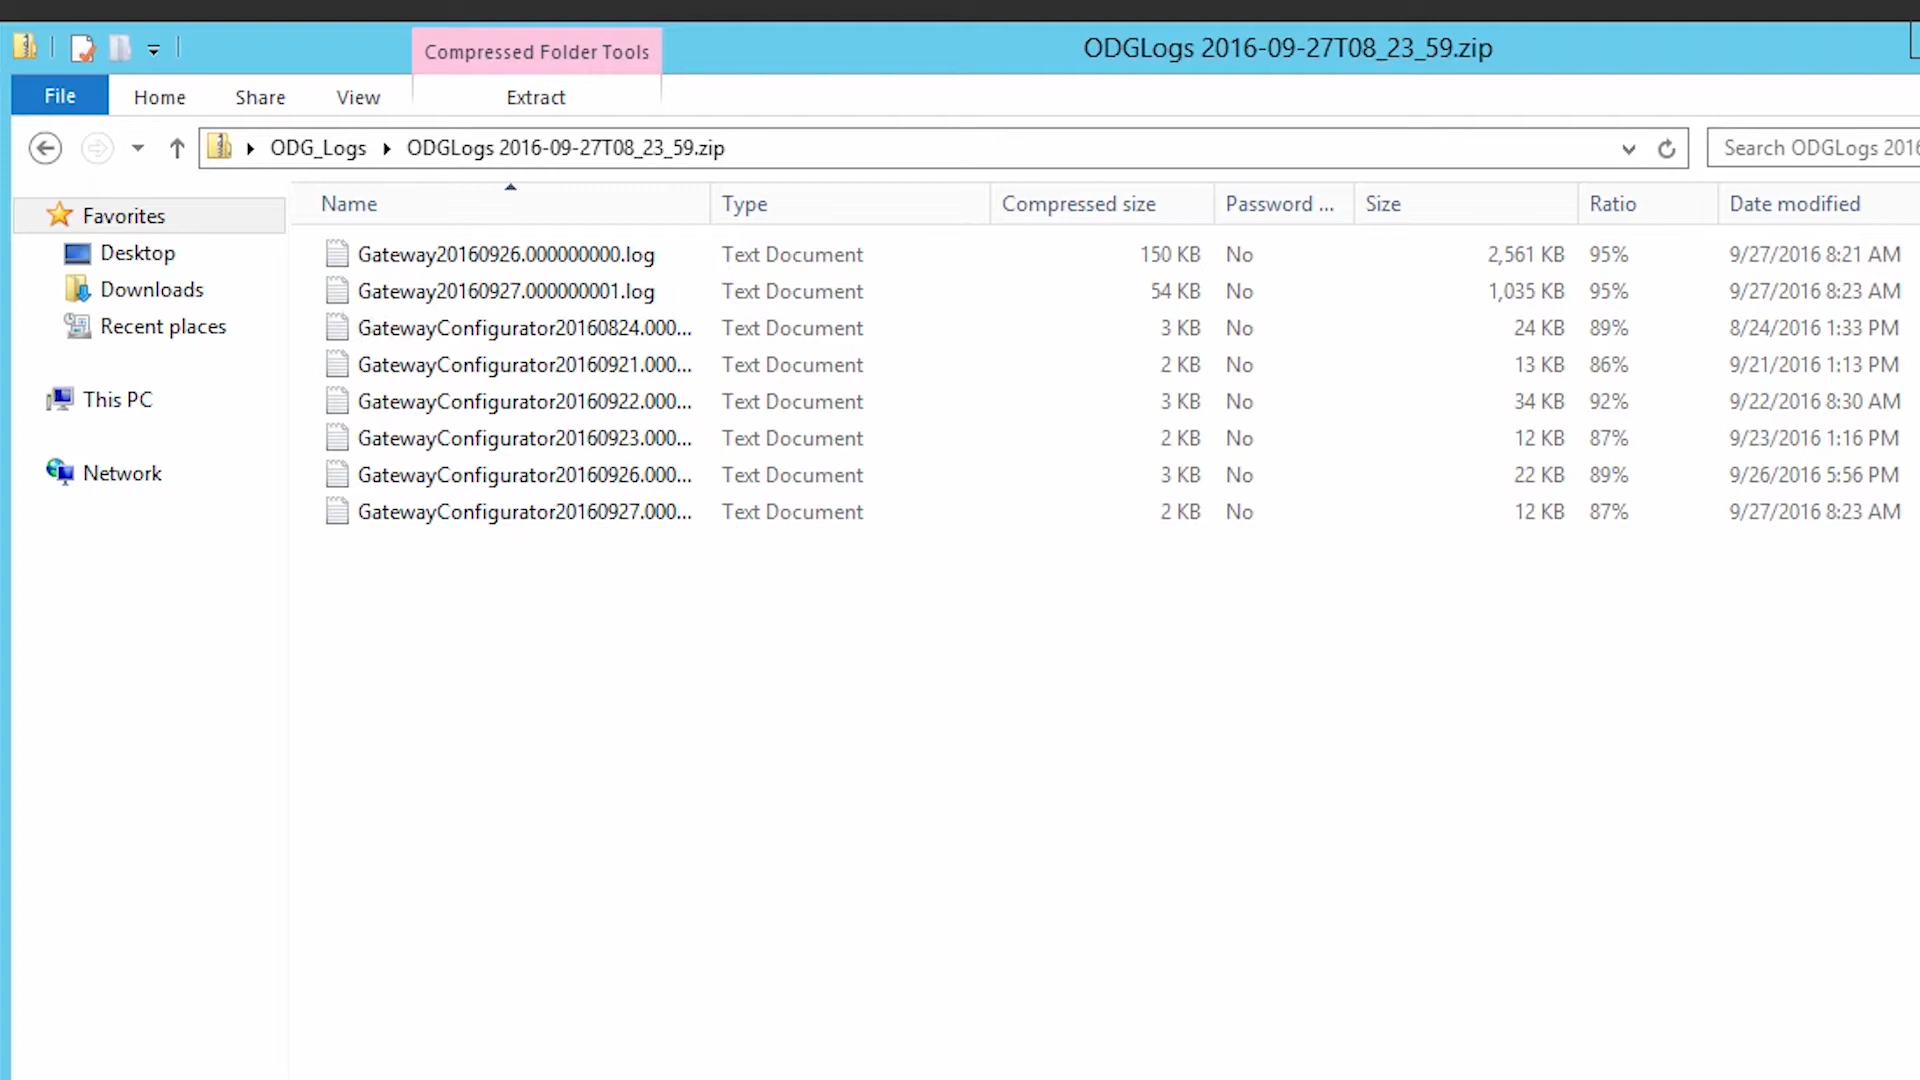 Compressed Folder Tools
ODGLogs 2016-09-27T08_23_59.zip
File Home Share View Extract
ODG_Logs ODGLogs 2016-09-27T08_23_59.zip
Search ODGLogs 2016
Name Type Compressed size Password ... Size Ratio Date modified
Favorites
Desktop
Downloads
Recent places
This PC
Network
Gateway20160926.000000000.log Text Document 150 KB No 2,561 KB 95% 9/27/2016 8:21 AM
Gateway20160927.000000001.log Text Document 54 KB No 1,035 KB 95% 9/27/2016 8:23 AM
GatewayConfigurator20160824.000... Text Document 3 KB No 24 KB 89% 8/24/2016 1:33 PM
GatewayConfigurator20160921.000... Text Document 2 KB No 13 KB 86% 9/21/2016 1:13 PM
GatewayConfigurator20160922.000... Text Document 3 KB No 34 KB 92% 9/22/2016 8:30 AM
GatewayConfigurator20160923.000... Text Document 2 KB No 12 KB 87% 9/23/2016 1:16 PM
GatewayConfigurator20160926.000... Text Document 3 KB No 22 KB 89% 9/26/2016 5:56 PM
GatewayConfigurator20160927.000... Text Document 2 KB No 12 KB 87% 9/27/2016 8:23 AM